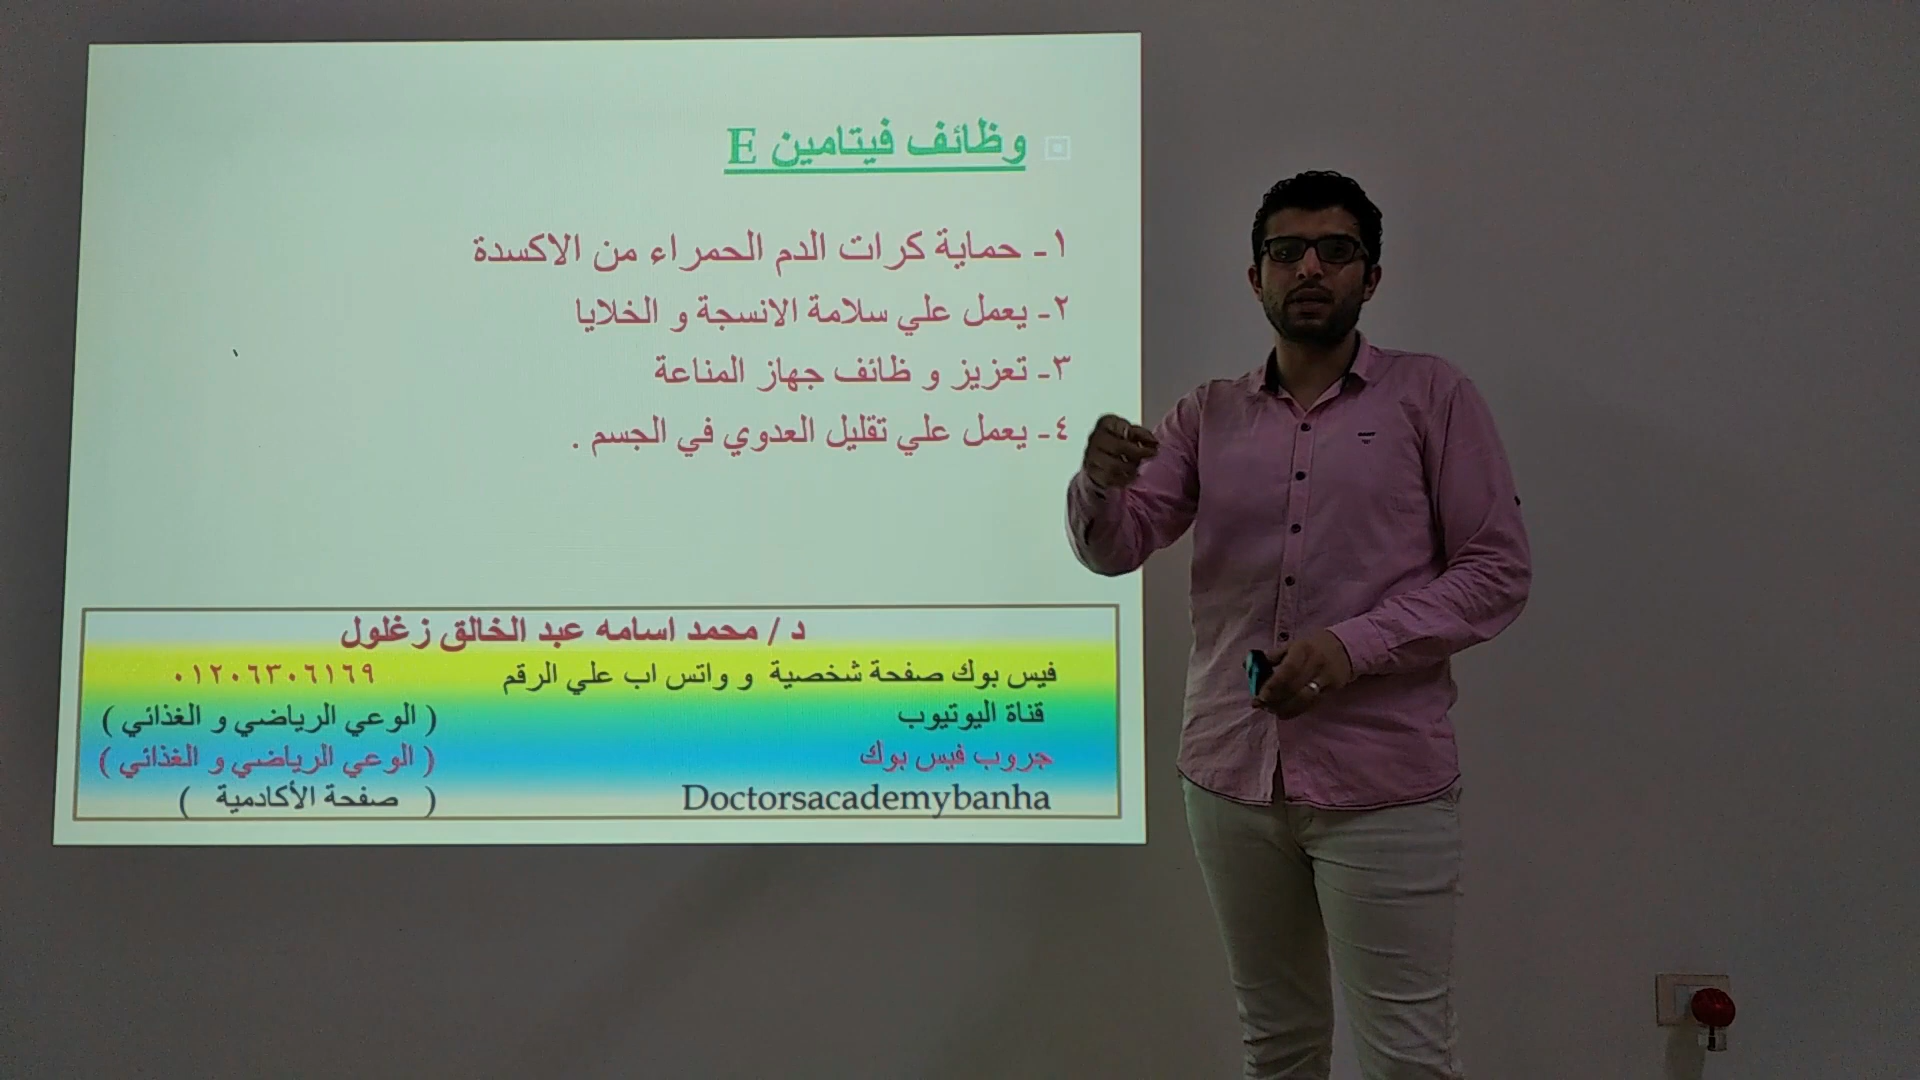 وظائف فيتامين E
١- حماية كرات الدم الحمراء من الاكسدة
٢- يعمل علي سلامة الانسجة و الخلايا
٣- تعزيز و ظائف جهاز المناعة
٤- يعمل علي تقليل العدوي في الجسم .
د / محمد اسامه عبد الخالق زغلول
فيس بوك صفحة شخصية و واتس اب علي الرقم ٠١٢٠٦٣٠٦١٦٩
قناة اليوتيوب ( الوعي الرياضي و الغذائي )
جروب فيس بوك ( الوعي الرياضي و الغذائي )
Doctorsacademybanha ( صفحة الأكادمية )